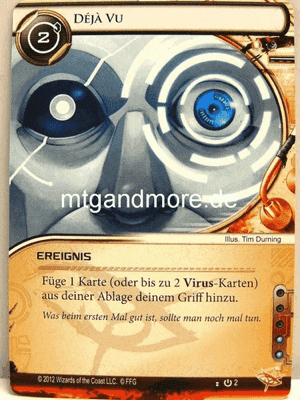 Déjà Vu
2
mtgandmore.de
Illus. Tim Durning
EREIGNIS
Füge 1 Karte (oder bis zu 2 Virus-Karten)
aus deiner Ablage deinem Griff hinzu.
Was beim ersten Mal gut ist, sollte man noch mal tun.
© 2012 Wizards of the Coast LLC. © FFG
2